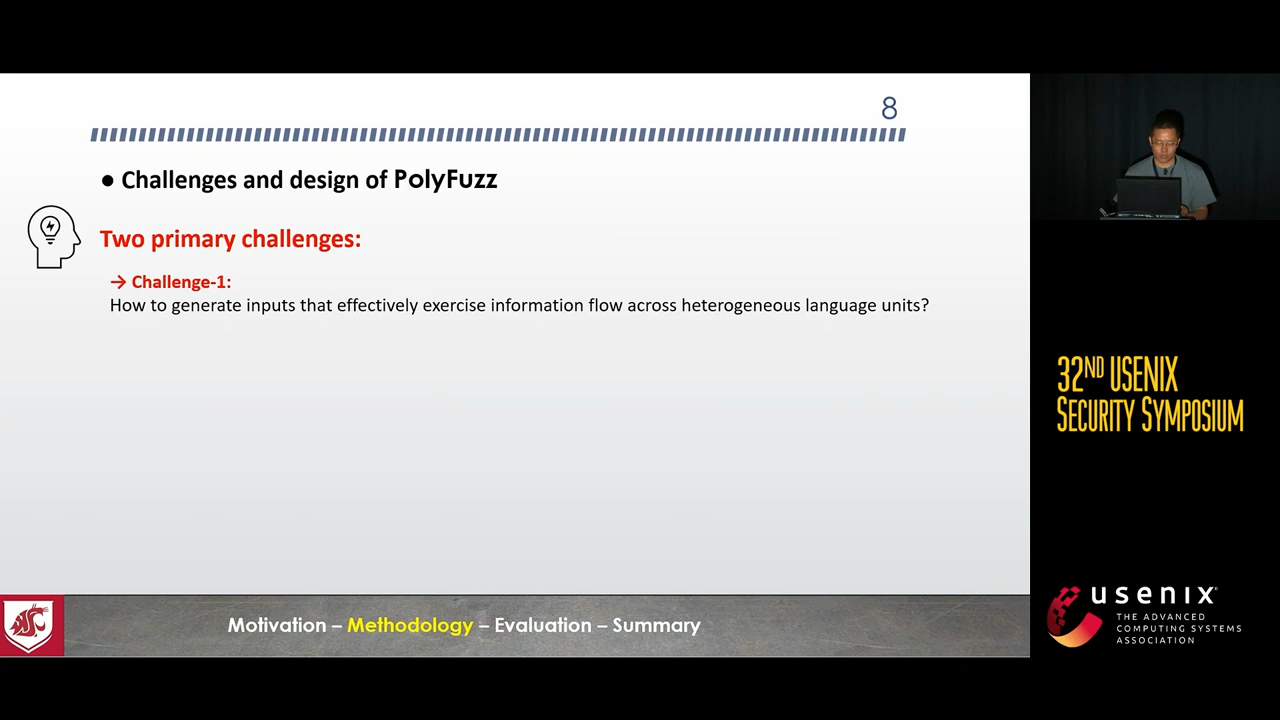 8
● Challenges and design of PolyFuzz
Two primary challenges:
→ Challenge-1:
How to generate inputs that effectively exercise information flow across heterogeneous language units?
Motivation – Methodology – Evaluation – Summary
32ND USENIX
SECURITY SYMPOSIUM
usenix
THE ADVANCED
COMPUTING SYSTEMS
ASSOCIATION